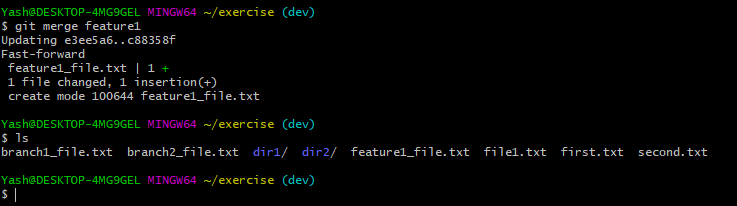 Yash@DESKTOP-4MG9GEL MINGW64 ~/exercise (dev)
$ git merge feature1
Updating e3ee5a6..c88358f
Fast-forward
 feature1_file.txt | 1 +
 1 file changed, 1 insertion(+)
 create mode 100644 feature1_file.txt
Yash@DESKTOP-4MG9GEL MINGW64 ~/exercise (dev)
$ ls
branch1_file.txt  branch2_file.txt  dir1/  dir2/  feature1_file.txt  file1.txt  first.txt  second.txt
Yash@DESKTOP-4MG9GEL MINGW64 ~/exercise (dev)
$